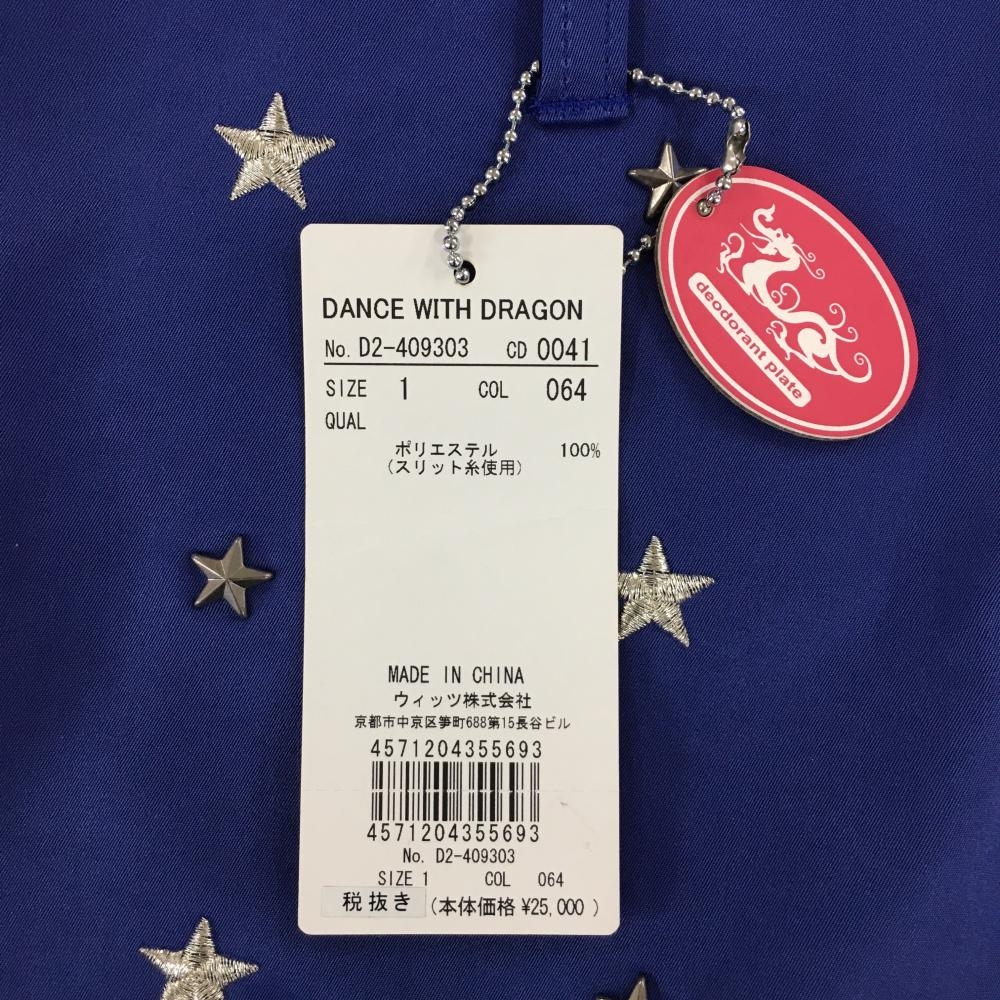 DANCE WITH DRAGON
No. D2-409303 CD 0041
SIZE 1 COL 064
QUAL
ポリエステル 100%
(スリット糸使用)
MADE IN CHINA
ウィッツ株式会社
京都市中京区笋町688第15長谷ビル
4571204355693
4571204355693
No. D2-409303
SIZE 1 COL 064
税抜き (本体価格 ¥25,000 )
deodorant plate